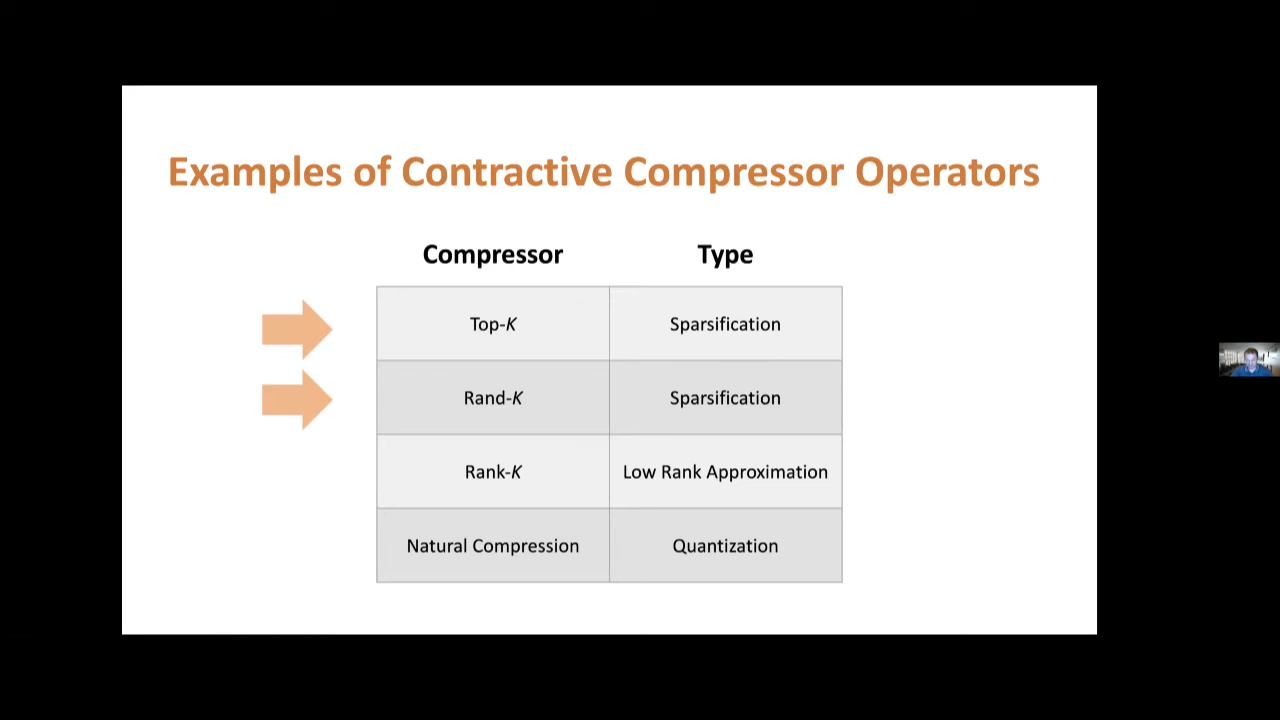 Examples of Contractive Compressor Operators
Compressor Type
Top-K Sparsification
Rand-K Sparsification
Rank-K Low Rank Approximation
Natural Compression Quantization